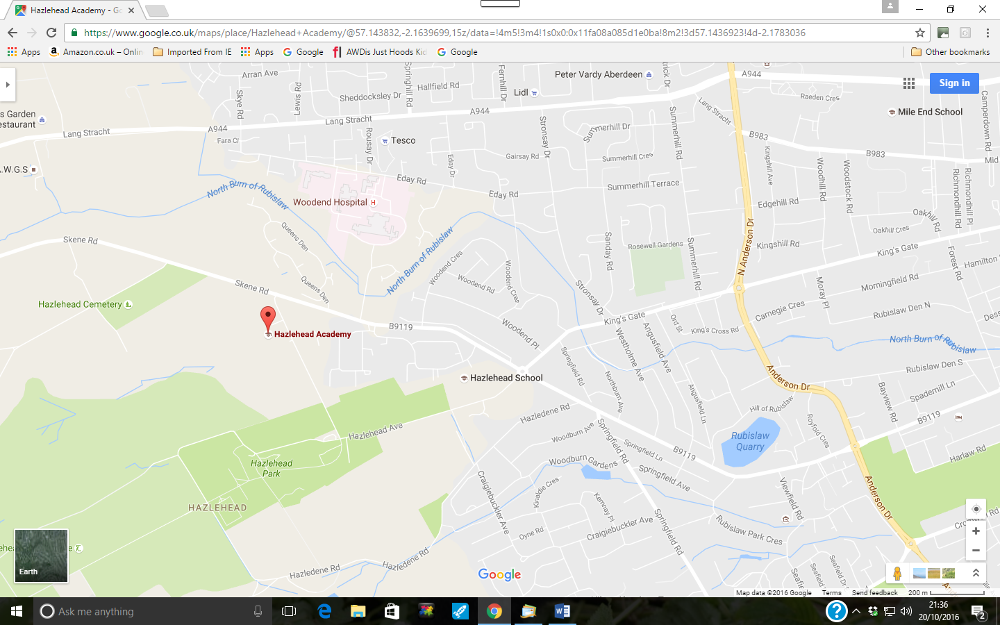 Hazlehead Academy - Go
https://www.google.co.uk/maps/place/Hazlehead+Academy/@57.143832,-2.1639699,15z/data=!4m5!3m4!1s0x0:0x11fa08a085d1e0ba!8m2!3d57.1436923!4d-2.1783036
Apps
Amazon.co.uk – Onlin
Imported From IE
Apps
Google
AWDis Just Hoods Kid
Google
Other bookmarks
Arran Ave
Springhill Rd
Hallfield Rd
Fernhill Dr
Peter Vardy Aberdeen
trick Dr
A944
Sign in
Skye Rd
Lewis Rd
Sheddocksley Dr
Lidl
Lang Stracht
Raeden Cres
Mile End School
Camperdown Rd
s Garden
estaurant
Lang Stracht
A944
Lang Stracht
A944
Fara Cl
Rousay Dr
Tesco
Stronsay Dr
Summerhill Dr
Summerhill Rd
B983
B983
Mid
A.W.G.S
Eday Dr
Gairsay Rd
Summerhill Cres
Kingshill Ave
Woodhill Rd
Woodstock Rd
Richmondhill Rd
Richmondhill Pl
North Burn of Rubislaw
Eday Rd
Eday Rd
Summerhill Terrace
Woodend Hospital
H
Edgehill Rd
Oakhill Rd
Oakhill Cres
Skene Rd
Queens Den
North Burn of Rubislaw
Sanday Rd
Rosewell Gardens
Summerhill Rd
N Anderson Dr
Kingshill Rd
King's Gate
Forest Rd
Hamilton
Woodend Cres
Woodend Rd
Woodend Cres
Skene Rd
Queens Den
Stronsay Dr
Moray Pl
Morningfield Rd
Hazlehead Cemetery
Carnegie Cres
Rubislaw Den N
Dess
Hazlehead Academy
B9119
Woodend Pl
King's Gate
Ord St
King's Cross Rd
Westholme Ave
Angusfield Ave
North Burn of Rubislaw
Springfield Rd
Rubislaw Den S
Hazlehead School
Northburn Ave
Angusfield Ln
Anderson Dr
Hill of Rubislaw
Bayview Rd
Spademill Ln
B9119
Hazledene Rd
Hazlehead Ave
Woodburn Ave
Springfield Rd
Springfield Ln
B9119
Rubislaw
Quarry
Royfold Cres
Harlaw Rd
Hazlehead
Park
Woodburn Gardens
Springfield Ave
Craigiebuckler Ave
Kinaldie Cres
Kemnay Pl
Viewfield Rd
Anderson Dr
HAZLEHEAD
Springfield Rd
Craigiebuckler Ave
Oyne Rd
Rubislaw Park Cres
Hazledene Rd
Hazledene Rd
Seafield Dr
Earth
Google
Map data ©2016 Google
Terms
Send feedback
200 m
Ask me anything
21:36
20/10/2016
2